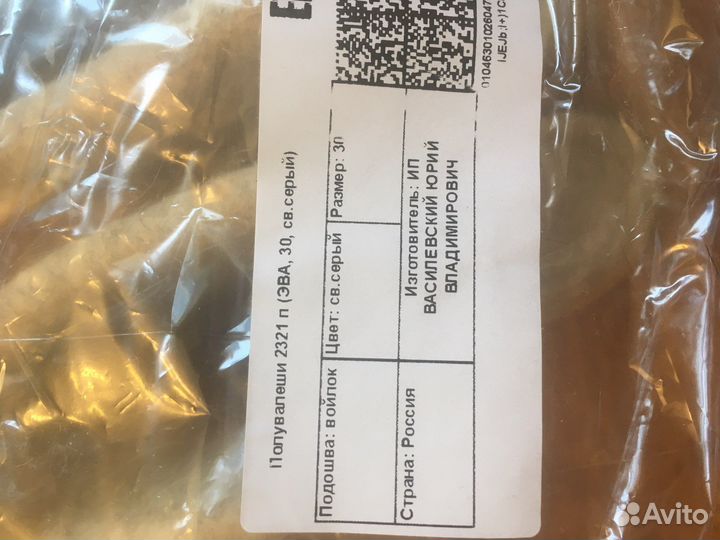 Полувалеши 2321 п (ЭВА, 30, св.серый)
Подошва: войлок
Цвет: св.серый
Размер: 30
Страна: Россия
Изготовитель: ИП
ВАСИЛЕВСКИЙ ЮРИЙ
ВЛАДИМИРОВИЧ
Avito